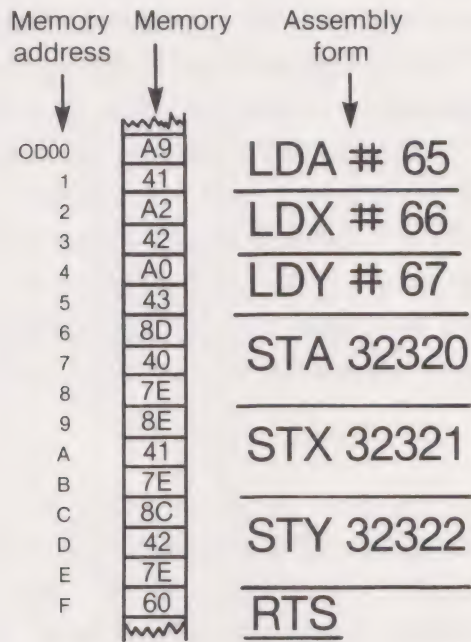 Memory address Memory Assembly form
OD00 A9 LDA # 65
1 41
2 A2 LDX # 66
3 42
4 A0 LDY # 67
5 43
6 8D STA 32320
7 40
8 7E
9 8E STX 32321
A 41
B 7E
C 8C STY 32322
D 42
E 7E
F 60 RTS